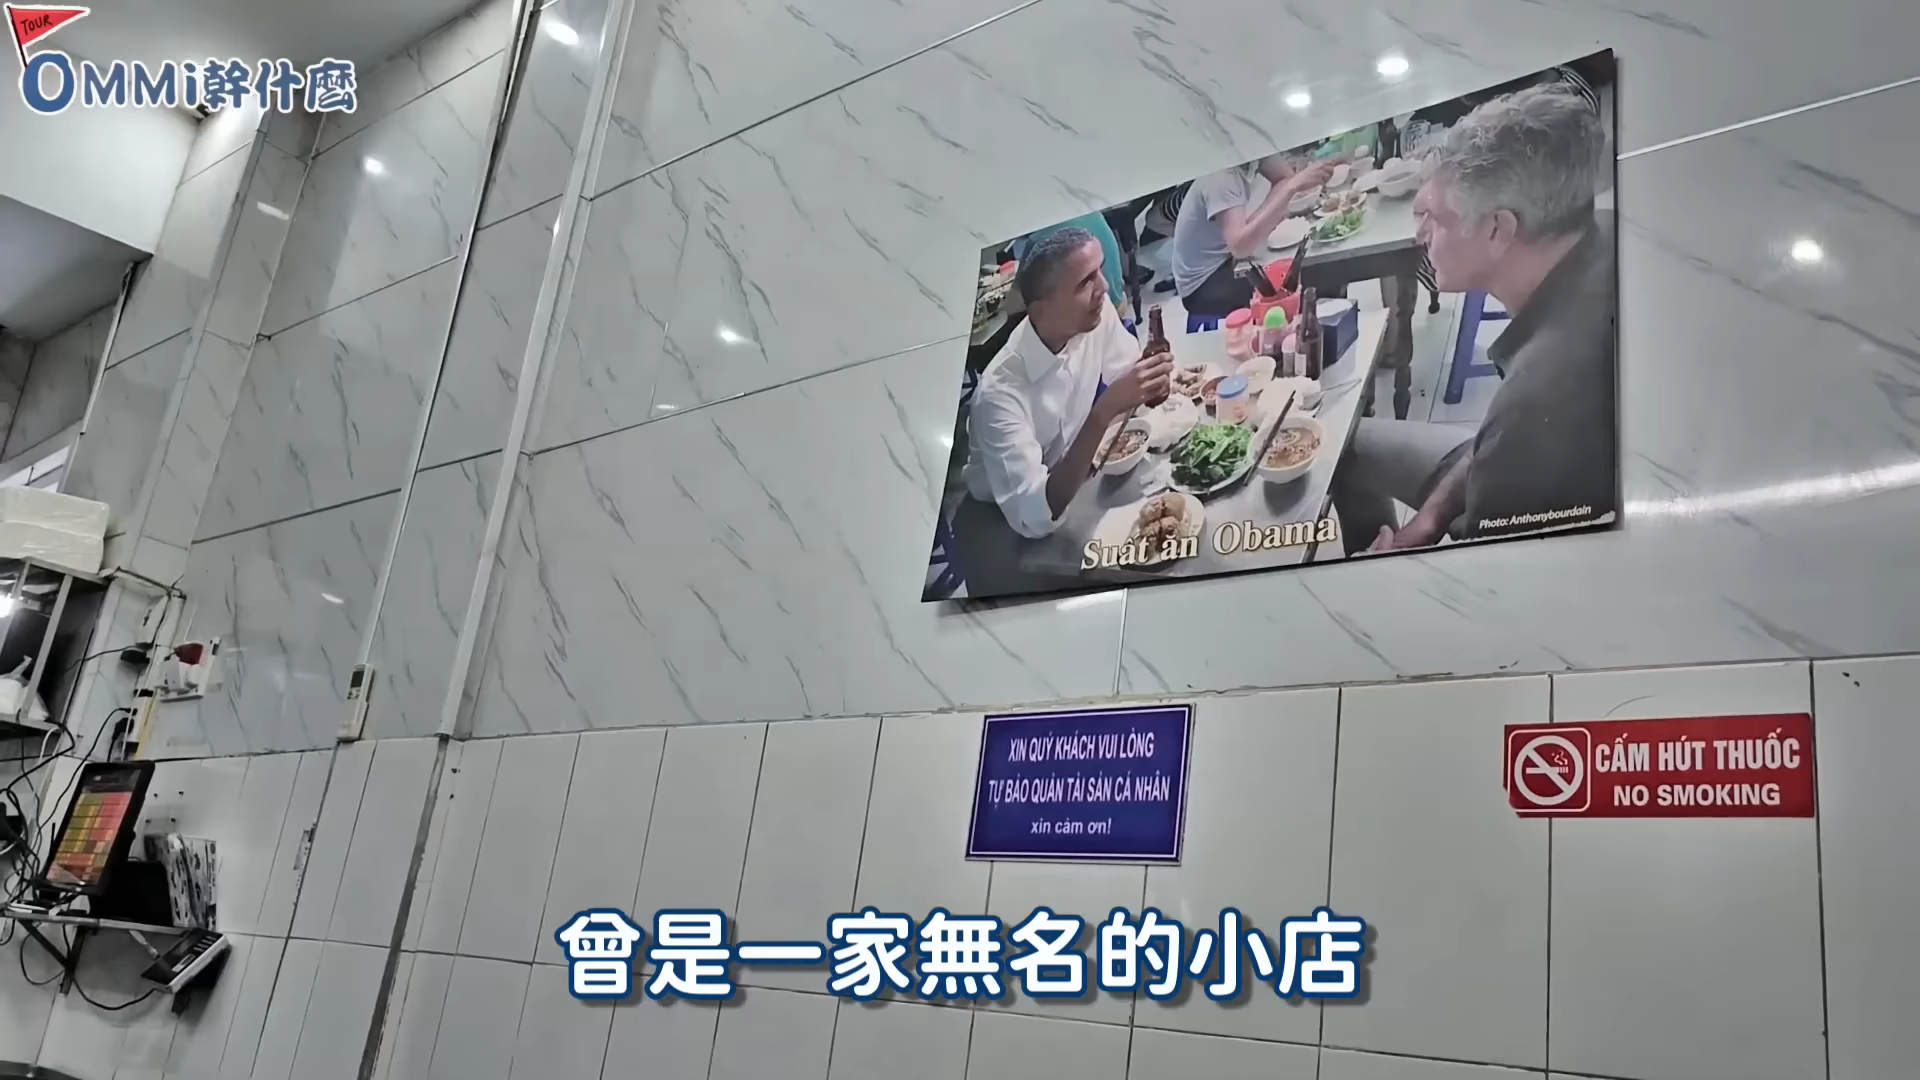 TOUR
OMMi幹什麼
Suất ăn Obama
Photo: Anthonybourdain
XIN QUÝ KHÁCH VUI LÒNG
TỰ BẢO QUẢN TÀI SẢN CÁ NHÂN
xin cảm ơn!
CẤM HÚT THUỐC
NO SMOKING
曾是一家無名的小店